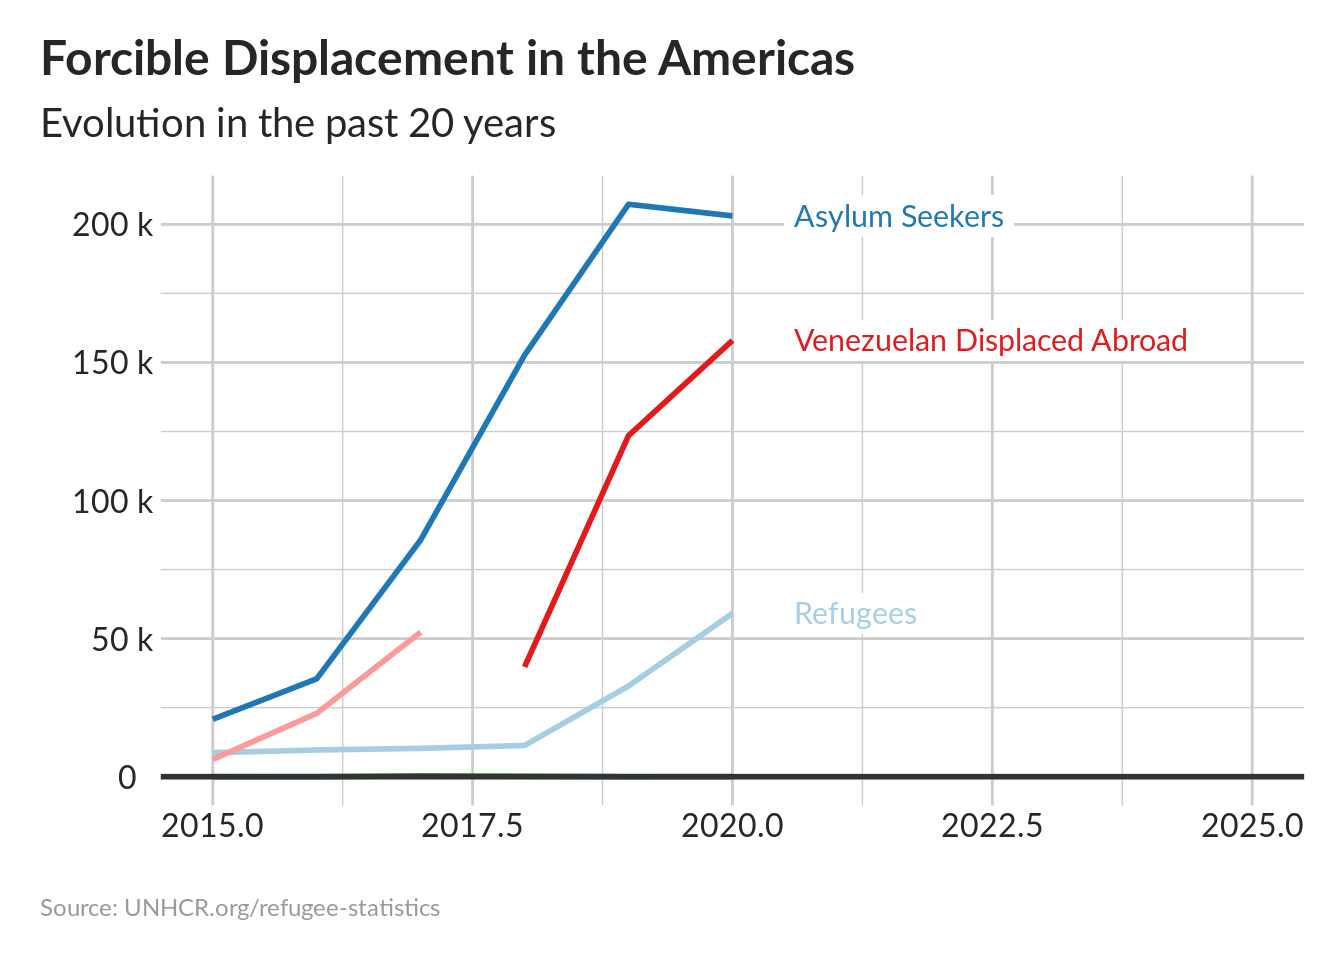 Forcible Displacement in the Americas
Evolution in the past 20 years
200 k
150 k
100 k
50 k
0
Asylum Seekers
Venezuelan Displaced Abroad
Refugees
2015.0 2017.5 2020.0 2022.5 2025.0
Source: UNHCR.org/refugee-statistics